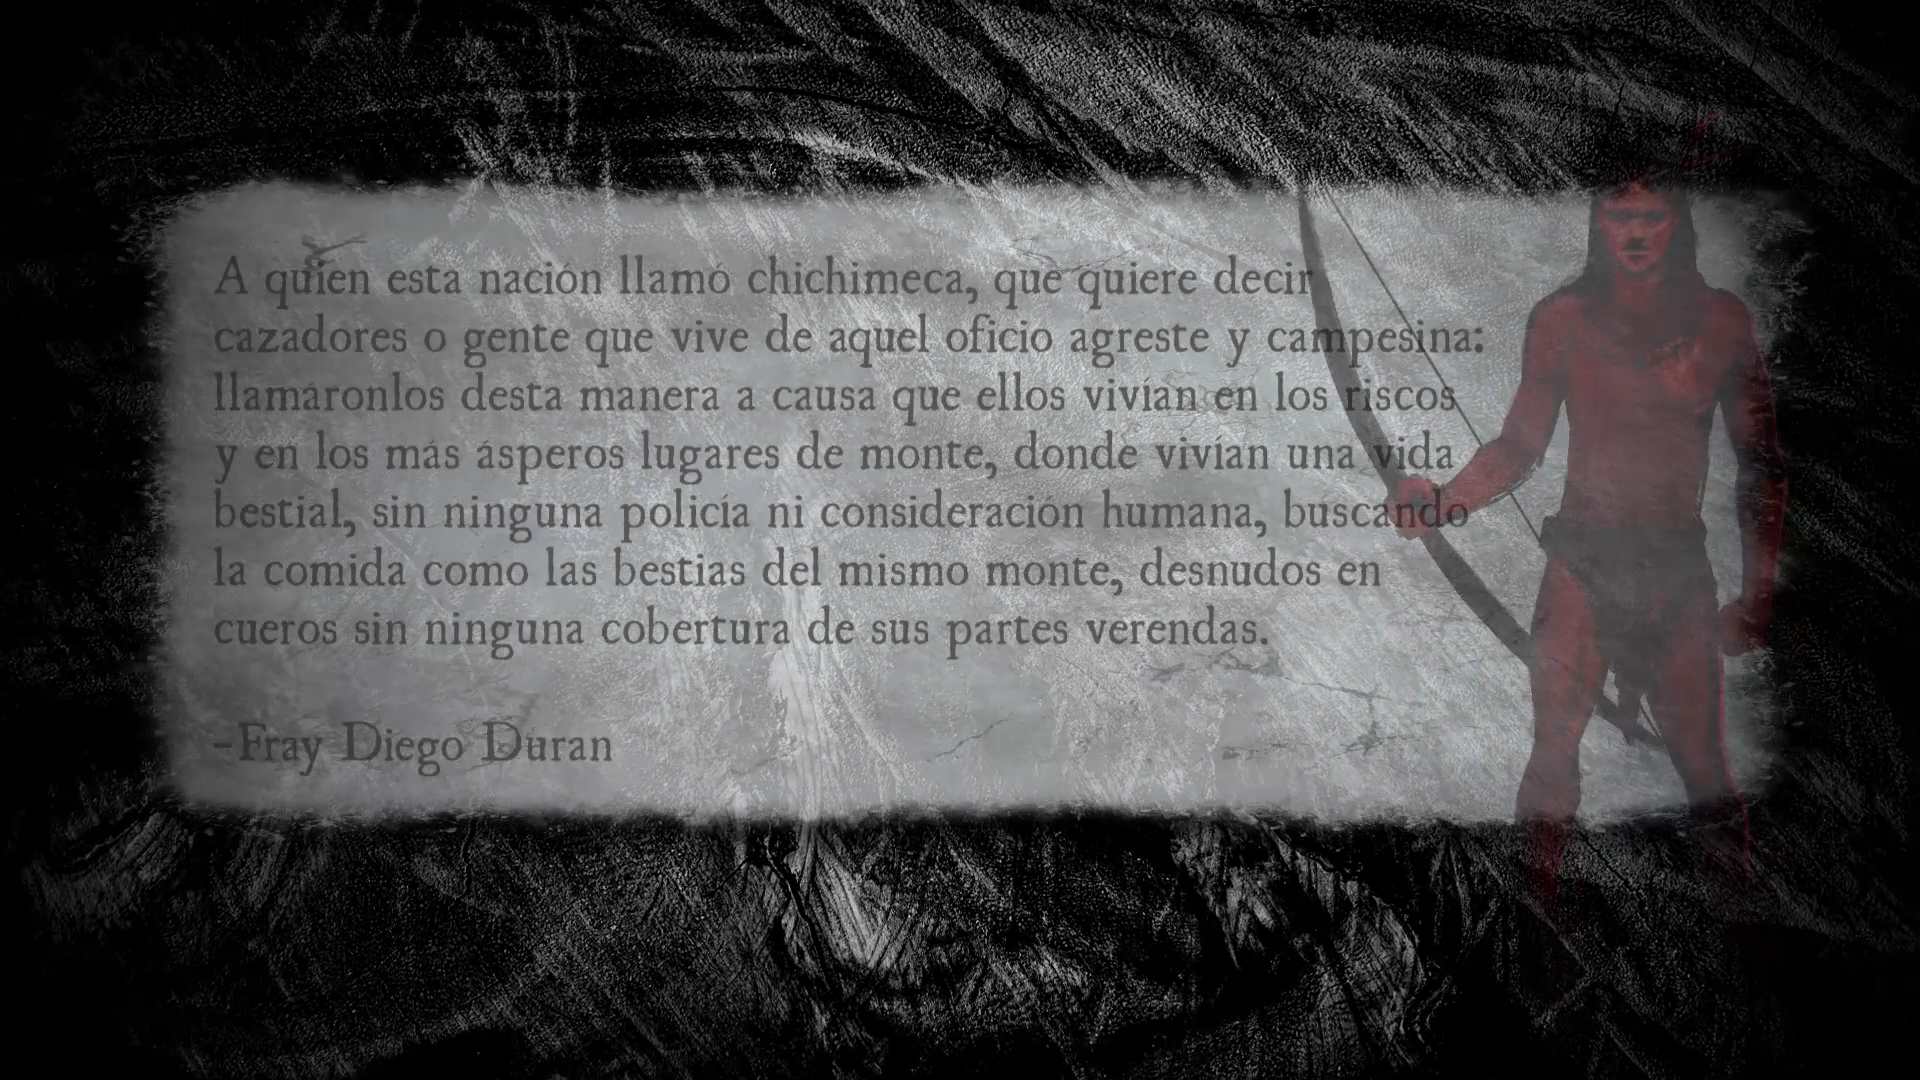 A quien esta nación llamó chichimeca, que quiere decir
cazadores o gente que vive de aquel oficio agreste y campesina:
llamáronlos desta manera a causa que ellos vivían en los riscos
y en los más ásperos lugares de monte, donde vivían una vida
bestial, sin ninguna policía ni consideración humana, buscando
la comida como las bestias del mismo monte, desnudos en
cueros sin ninguna cobertura de sus partes verendas.
-Fray Diego Duran